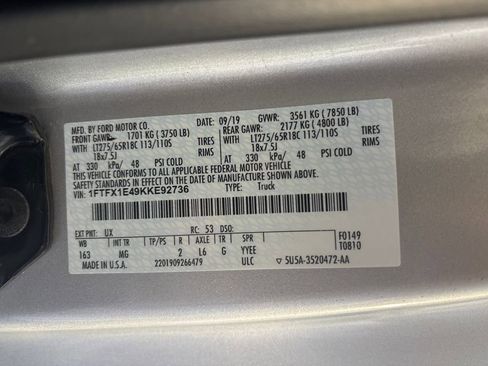 MFD. BY FORD MOTOR CO. 09/19 GVWR: 3561 KG ( 7850 LB)
FRONT GAWR: 1701 KG ( 3750 LB) REAR GAWR: 2177 KG ( 4800 LB)
WITH LT275/65R18C 113/110S TIRES WITH LT275/65R18C 113/110S TIRES
18x7.5J RIMS 18x7.5J RIMS
AT 330 kPa/ 48 PSI COLD AT 330 kPa/ 48 PSI COLD
THIS VEHICLE CONFORMS TO ALL APPLICABLE FEDERAL MOTOR VEHICLE
SAFETY STANDARDS IN EFFECT ON THE DATE OF MANUFACTURE SHOWN ABOVE.
VIN: 1FTFX1E49KKE92736 TYPE: Truck
EXT PNT: UX RC: 53 DSO: F0149
WB INT TR TP/PS R AXLE TR SPR T0810
163 MG 2 L6 G YYEE
MADE IN U.S.A. 2201909266479 ULC 5U5A-3520472-AA